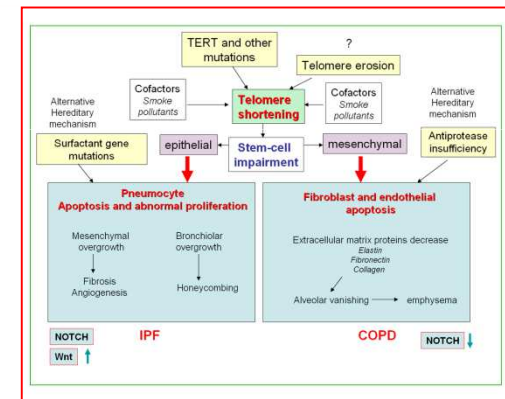 TERT and other
mutations
?
Telomere erosion
Cofactors
Smoke
pollutants
Telomere
shortening
Cofactors
Smoke
pollutants
Alternative
Hereditary
mechanism
Alternative
Hereditary
mechanism
Surfactant gene
mutations
epithelial
Stem-cell
impairment
mesenchymal
Antiprotease
insufficiency
Pneumocyte
Apoptosis and abnormal proliferation
Mesenchymal
overgrowth
Bronchiolar
overgrowth
Fibrosis
Angiogenesis
Honeycombing
Fibroblast and endothelial
apoptosis
Extracellular matrix proteins decrease
Elastin
Fibronectin
Collagen
Alveolar vanishing
emphysema
NOTCH
Wnt
IPF
COPD
NOTCH